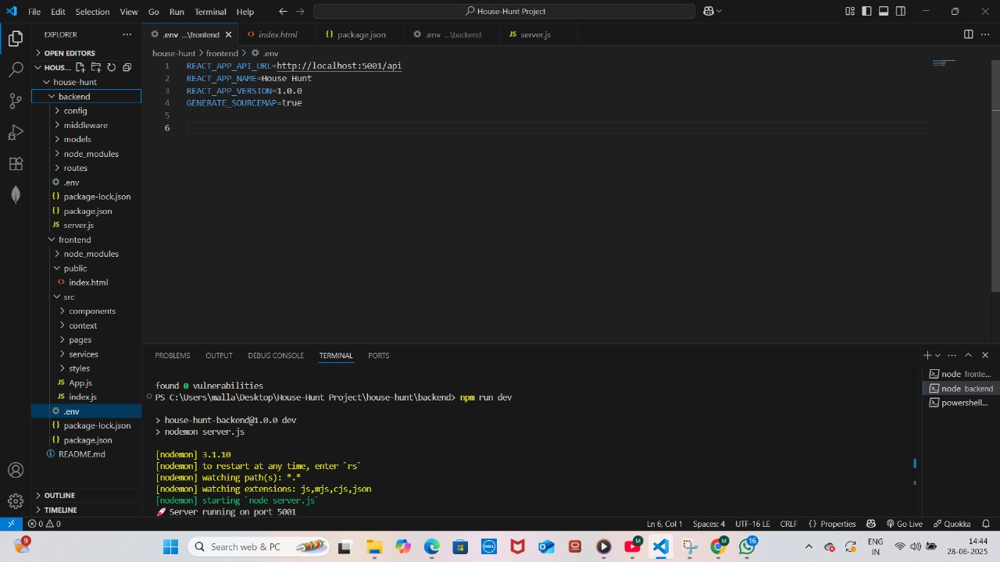 File Edit Selection View Go Run Terminal Help House-Hunt Project
EXPLORER
.env ...\frontend index.html package.json .env ...\backend server.js
OPEN EDITORS
HOUS...
house-hunt > frontend > .env
house-hunt
backend
config
middleware
models
node_modules
routes
.env
package-lock.json
package.json
server.js
frontend
node_modules
public
index.html
src
components
context
pages
services
styles
App.js
index.js
.env
package-lock.json
package.json
README.md
OUTLINE
TIMELINE
1 REACT_APP_API_URL=http://localhost:5001/api
2 REACT_APP_NAME=House Hunt
3 REACT_APP_VERSION=1.0.0
4 GENERATE_SOURCEMAP=true
5
6
PROBLEMS OUTPUT DEBUG CONSOLE TERMINAL PORTS
found 0 vulnerabilities
PS C:\Users\malla\Desktop\House-Hunt Project\house-hunt\backend> npm run dev
> house-hunt-backend@1.0.0 dev
> nodemon server.js
[nodemon] 3.1.10
[nodemon] to restart at any time, enter `rs`
[nodemon] watching path(s): *.*
[nodemon] watching extensions: js,mjs,cjs,json
[nodemon] starting `node server.js`
🚀 Server running on port 5001
node fronte...
node backend
powershell...
0 0 Ln 6, Col 1 Spaces: 4 UTF-16 LE CRLF {} Properties Go Live Quokka
9 Search web & PC DELL M M 16 ENG IN 14:44 28-06-2025